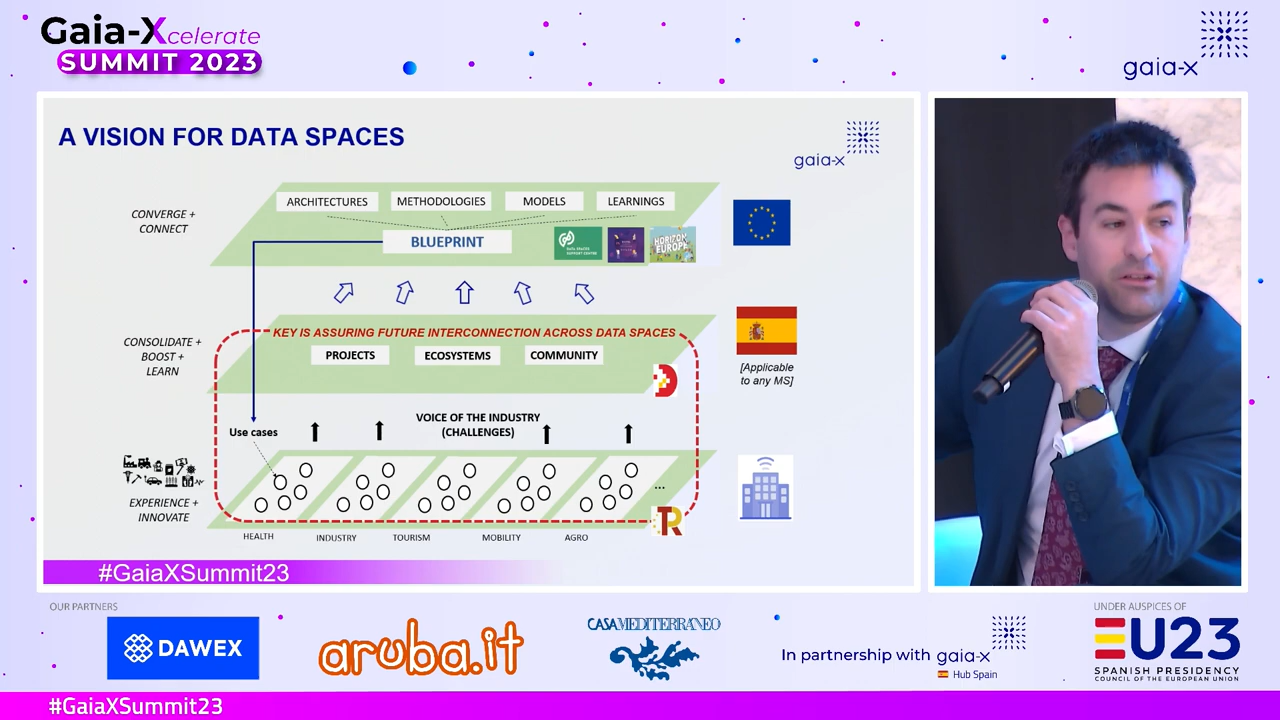 Gaia-Xcelerate
SUMMIT 2023
gaia-x
A VISION FOR DATA SPACES
gaia-x
CONVERGE +
CONNECT
ARCHITECTURES
METHODOLOGIES
MODELS
LEARNINGS
BLUEPRINT
DATA SPACES
SUPPORT CENTRE
HORIZON
EUROPE
CONSOLIDATE +
BOOST +
LEARN
KEY IS ASSURING FUTURE INTERCONNECTION ACROSS DATA SPACES
PROJECTS
ECOSYSTEMS
COMMUNITY
[Applicable
to any MS]
Use cases
VOICE OF THE INDUSTRY
(CHALLENGES)
EXPERIENCE +
INNOVATE
...
HEALTH
INDUSTRY
TOURISM
MOBILITY
AGRO
#GaiaXSummit23
OUR PARTNERS
DAWEX
aruba.it
CASAMEDITERRANEO
In partnership with gaia-x
Hub Spain
UNDER AUSPICES OF
EU23
SPANISH PRESIDENCY
COUNCIL OF THE EUROPEAN UNION
#GaiaXSummit23